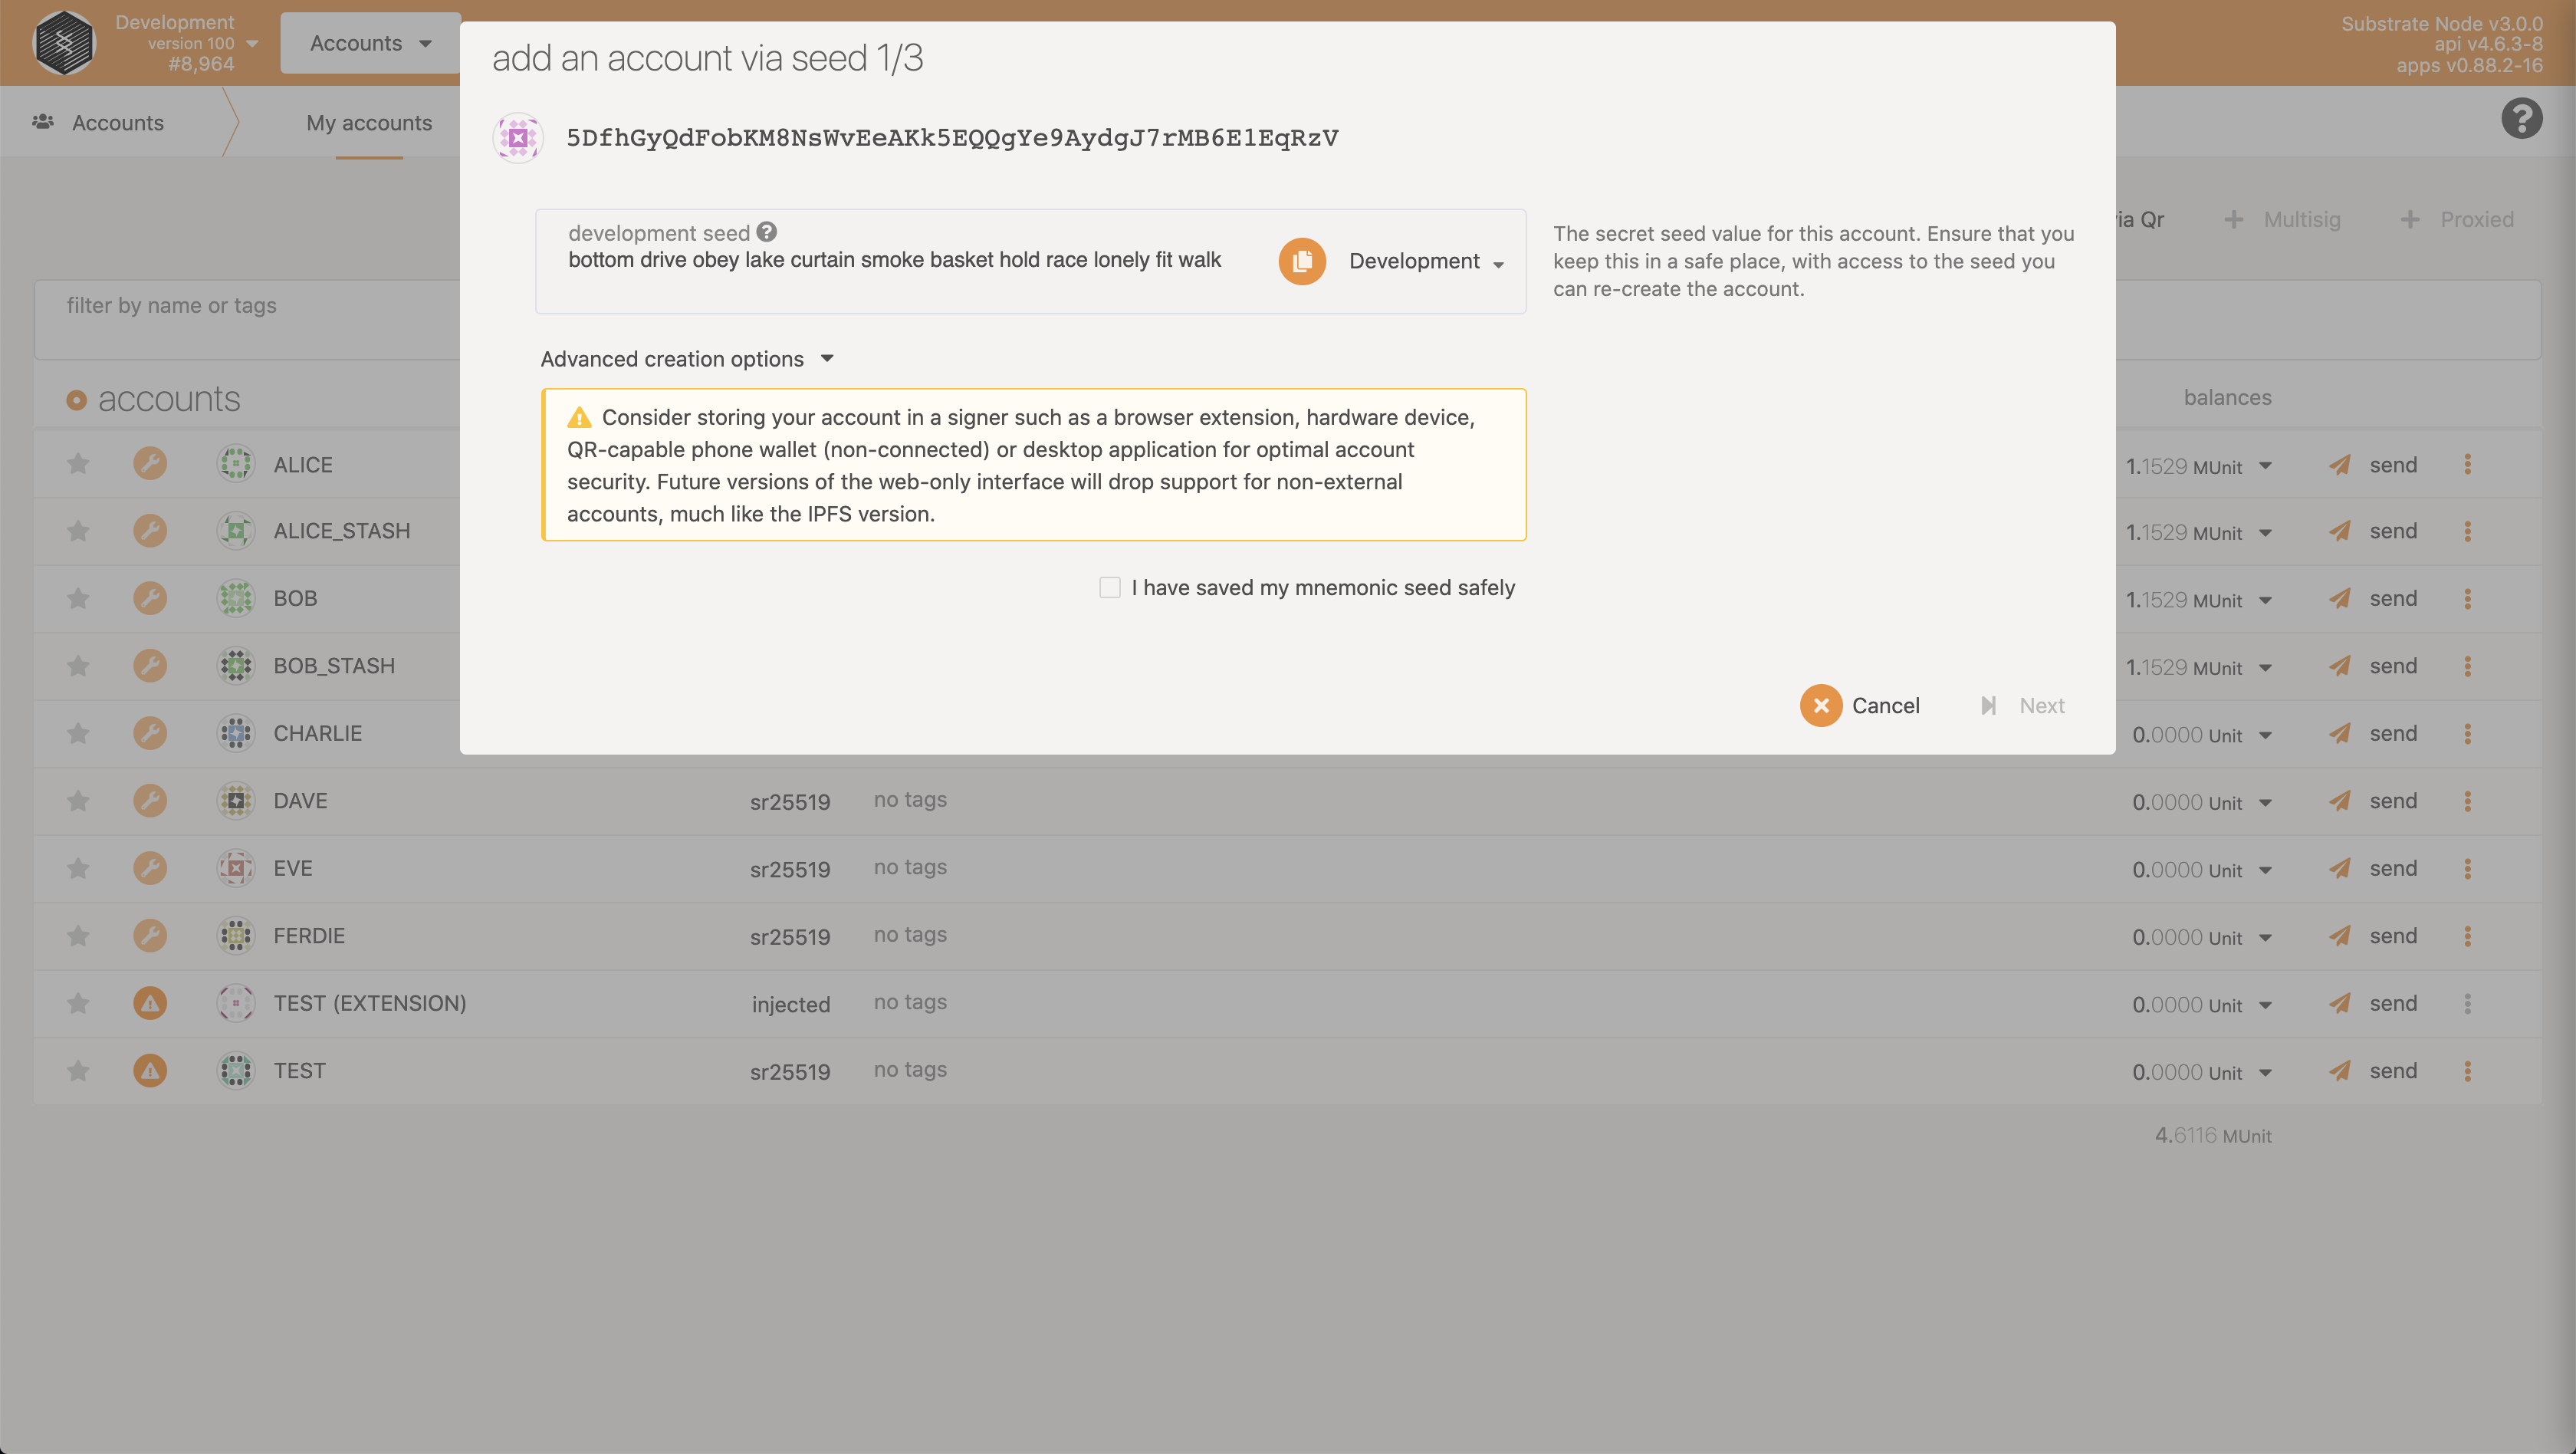 Development
version 100
#8,964
Accounts
Substrate Node v3.0.0
api v4.6.3-8
apps v0.88.2-16
Accounts
My accounts
add an account via seed 1/3
5DfhGyQdFobKM8NsWvEeAKk5EQQgYe9AydgJ7rMB6E1EqRzV
development seed
bottom drive obey lake curtain smoke basket hold race lonely fit walk
Development
The secret seed value for this account. Ensure that you
keep this in a safe place, with access to the seed you
can re-create the account.
Advanced creation options
Consider storing your account in a signer such as a browser extension, hardware device,
QR-capable phone wallet (non-connected) or desktop application for optimal account
security. Future versions of the web-only interface will drop support for non-external
accounts, much like the IPFS version.
I have saved my mnemonic seed safely
Cancel
Next
Qr
Multisig
Proxied
filter by name or tags
accounts
balances
ALICE 1.1529 MUnit send
ALICE_STASH 1.1529 MUnit send
BOB 1.1529 MUnit send
BOB_STASH 1.1529 MUnit send
CHARLIE 0.0000 Unit send
DAVE sr25519 no tags 0.0000 Unit send
EVE sr25519 no tags 0.0000 Unit send
FERDIE sr25519 no tags 0.0000 Unit send
TEST (EXTENSION) injected no tags 0.0000 Unit send
TEST sr25519 no tags 0.0000 Unit send
4.6116 MUnit